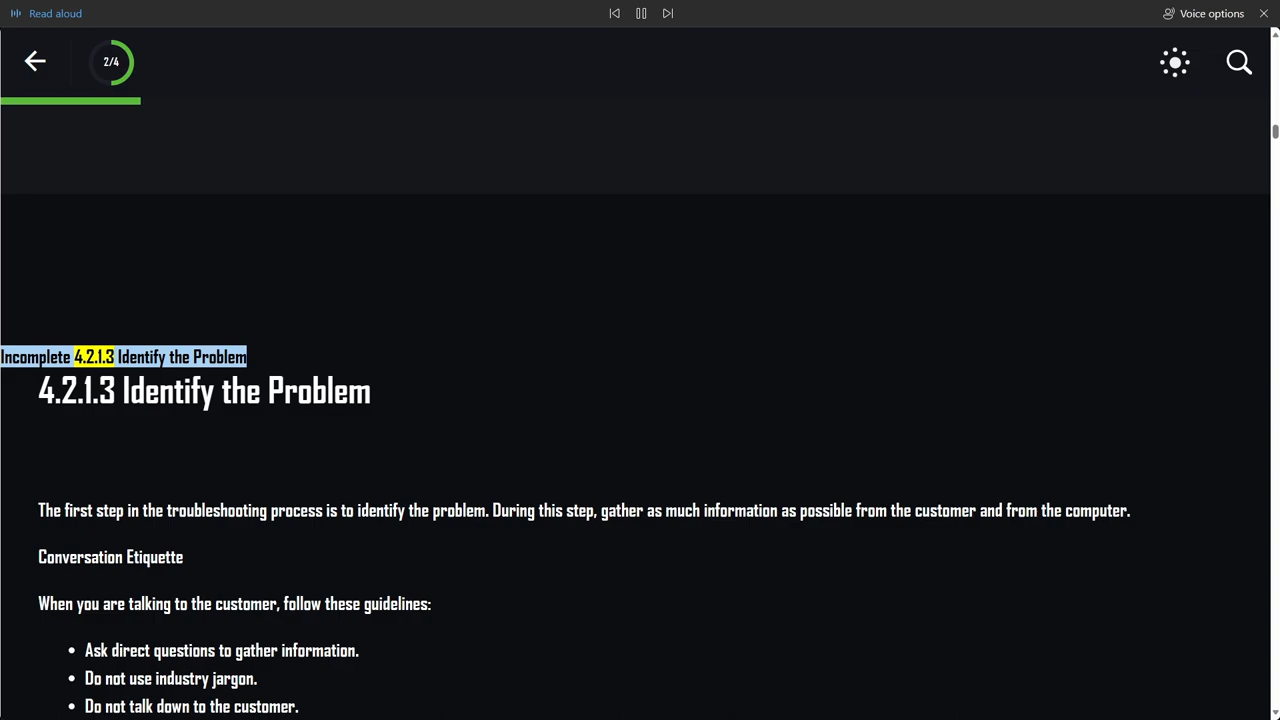 Read aloud
Voice options
2/4
Incomplete 4.2.1.3 Identify the Problem
4.2.1.3 Identify the Problem
The first step in the troubleshooting process is to identify the problem. During this step, gather as much information as possible from the customer and from the computer.
Conversation Etiquette
When you are talking to the customer, follow these guidelines:
• Ask direct questions to gather information.
• Do not use industry jargon.
• Do not talk down to the customer.